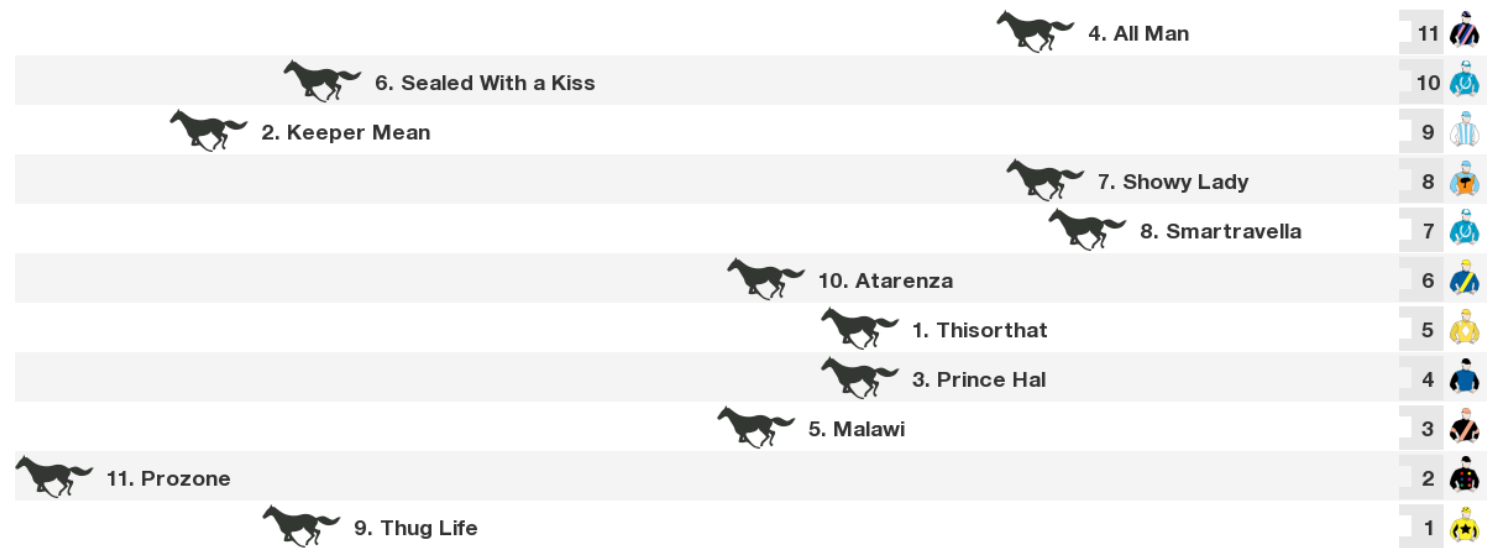 4. All Man 11
6. Sealed With a Kiss 10
2. Keeper Mean 9
7. Showy Lady 8
8. Smartravella 7
10. Atarenza 6
1. Thisorthat 5
3. Prince Hal 4
5. Malawi 3
11. Prozone 2
9. Thug Life 1